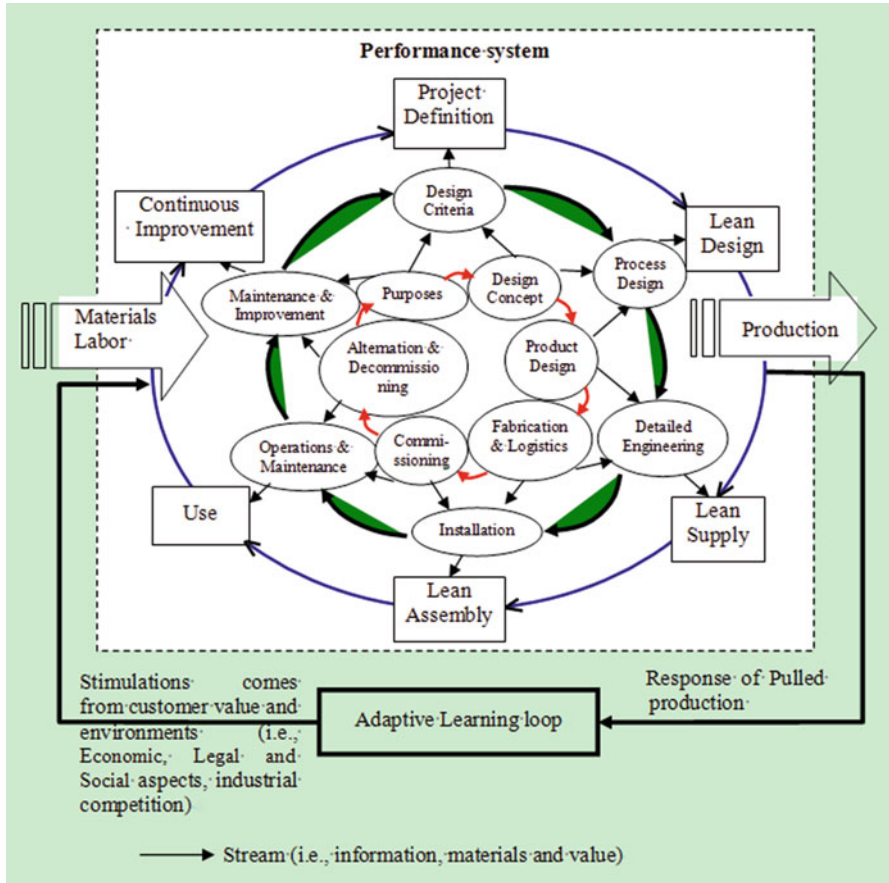 Performance system
Project
Definition
Design
Criteria
Continuous
Improvement
Lean
Design
Process
Design
Maintenance &
Improvement
Purposes
Design
Concept
Materials
Labor
Production
Alternation &
Decommissio
ning
Product
Design
Operations &
Maintenance
Commi-
ssioning
Fabrication
& Logistics
Detailed
Engineering
Use
Installation
Lean
Supply
Lean
Assembly
Stimulations comes
from customer value and
environments (i.e.,
Economic, Legal and
Social aspects, industrial
competition)
Adaptive Learning loop
Response of Pulled
production
Stream (i.e., information, materials and value)